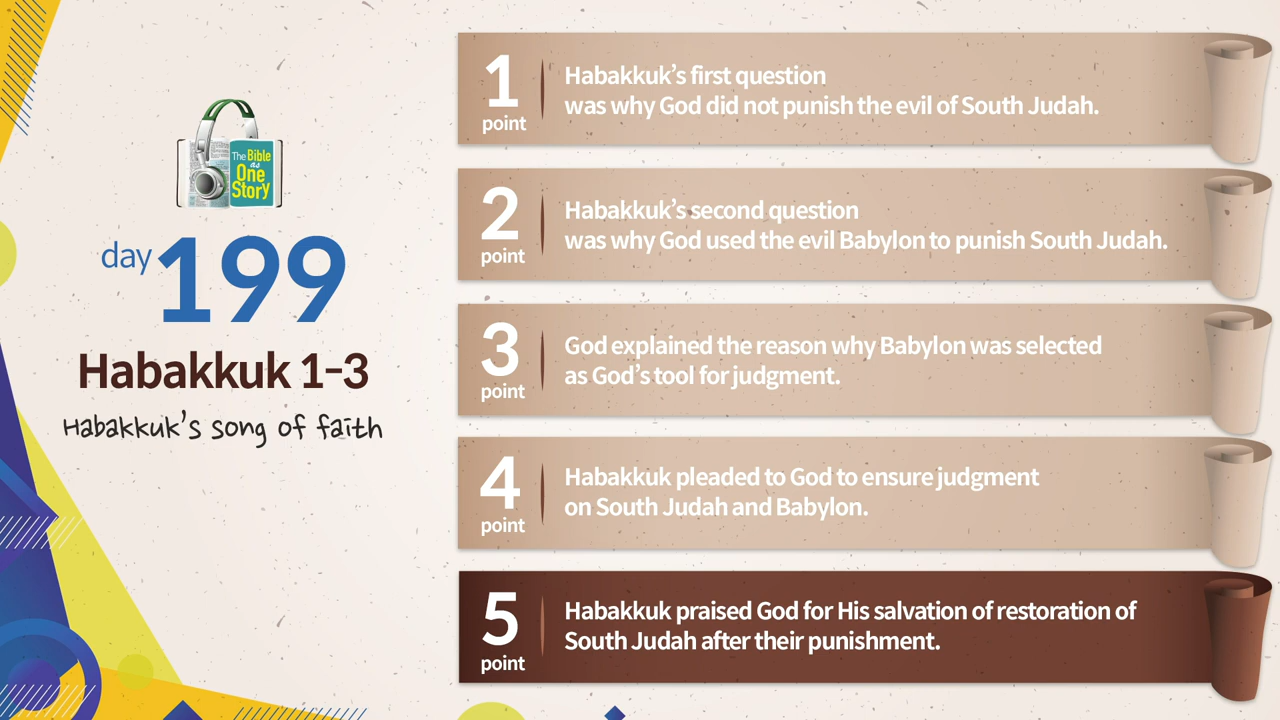 The Bible
as
One
Story
day 199
Habakkuk 1-3
Habakkuk's song of faith
1
point
Habakkuk's first question
was why God did not punish the evil of South Judah.
2
point
Habakkuk's second question
was why God used the evil Babylon to punish South Judah.
3
point
God explained the reason why Babylon was selected
as God's tool for judgment.
4
point
Habakkuk pleaded to God to ensure judgment
on South Judah and Babylon.
5
point
Habakkuk praised God for His salvation of restoration of
South Judah after their punishment.